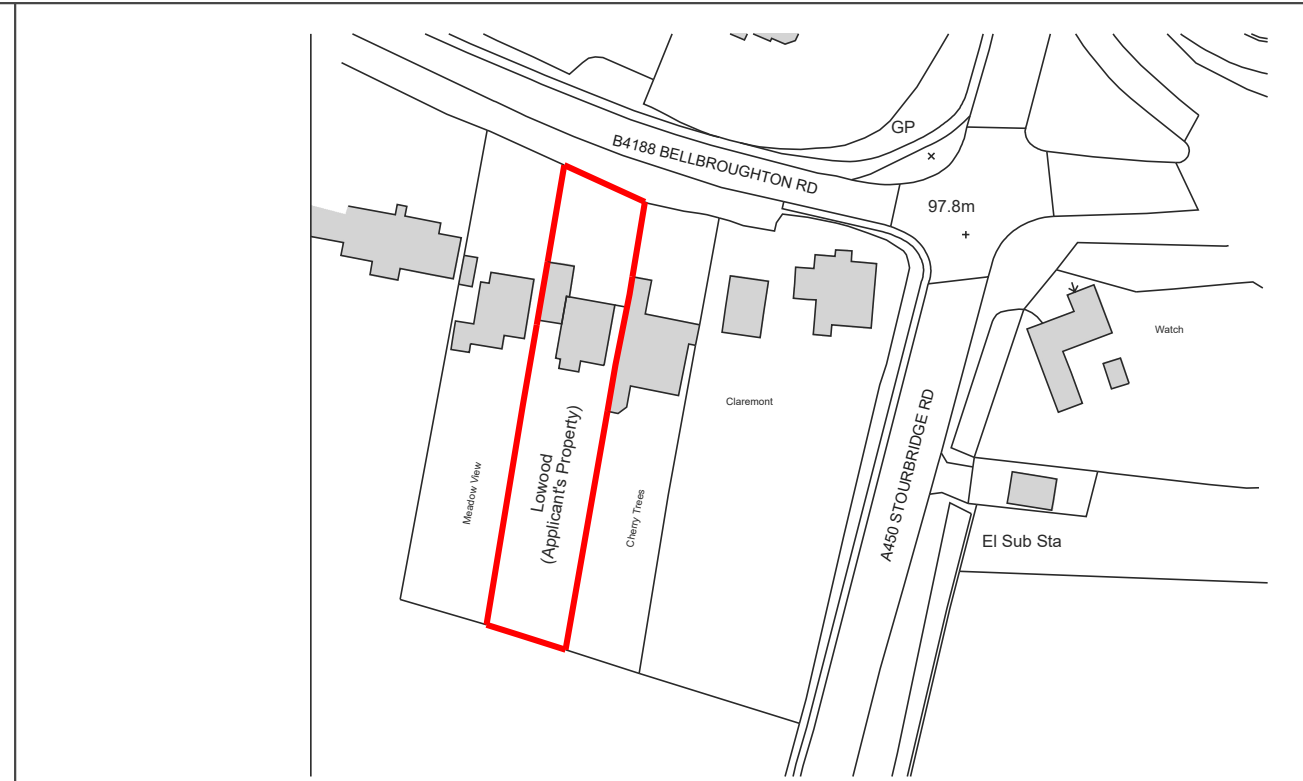 GP
B4188 BELLBROUGHTON RD
97.8m
Watch
Claremont
A450 STOURBRIDGE RD
Meadow View
Lowood
(Applicant's Property)
Cherry Trees
El Sub Sta